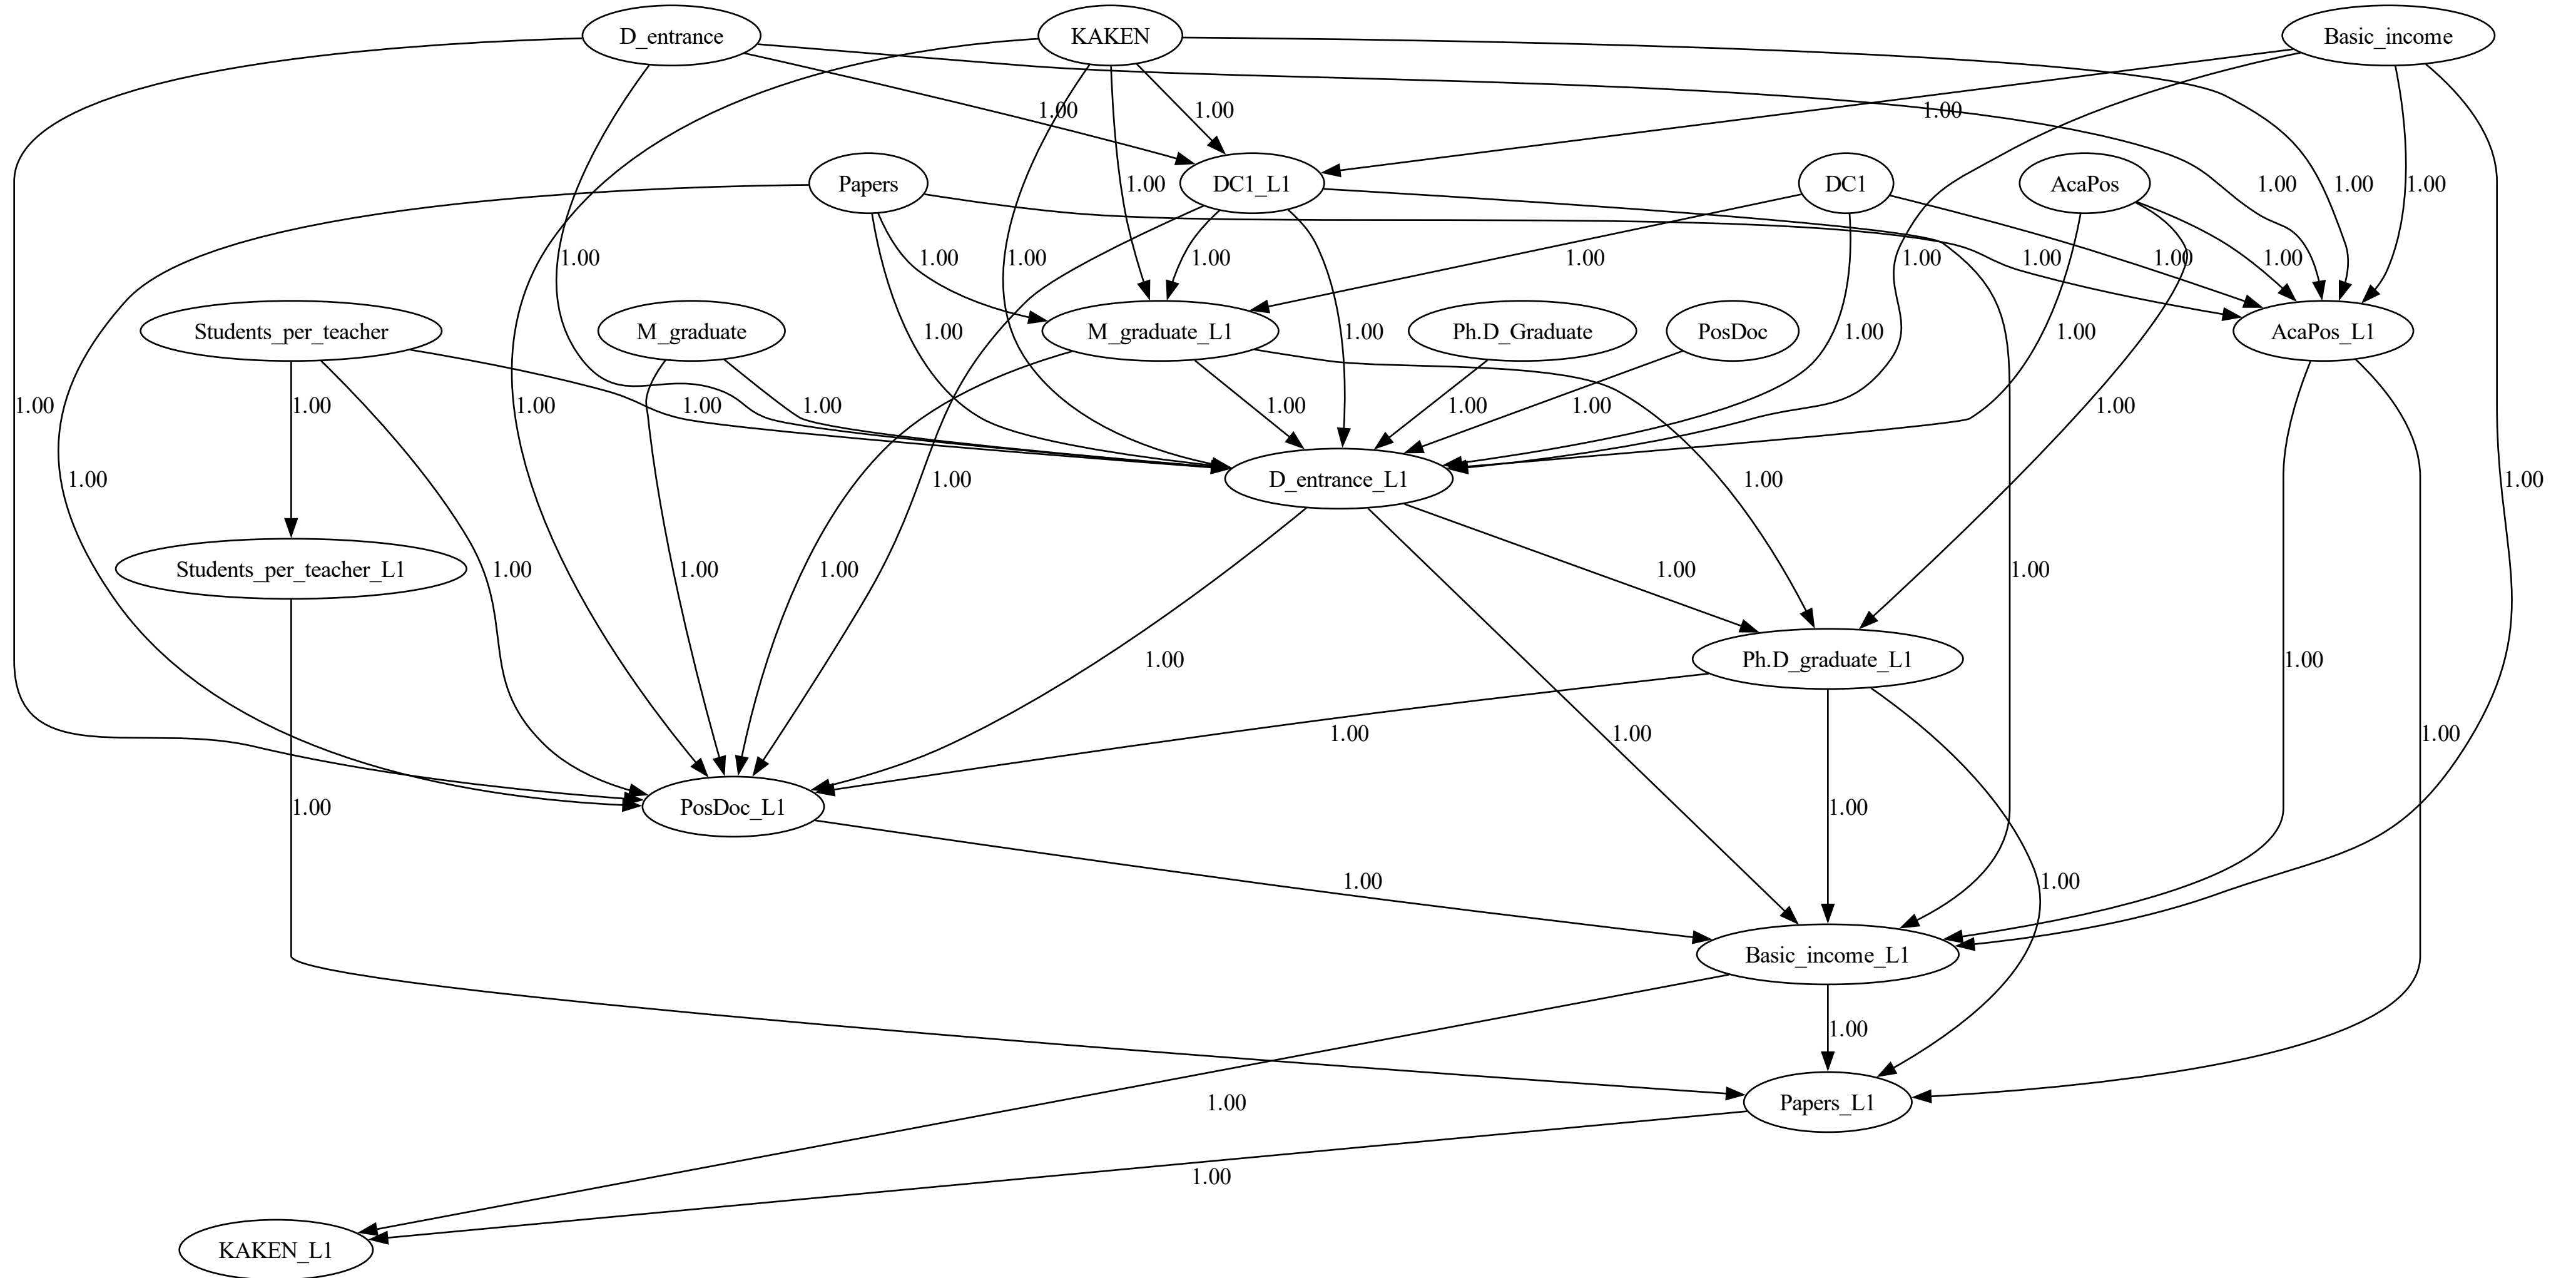 D_entrance KAKEN Basic_income
1.00 1.00 1.00
Papers 1.00 DC1_L1 DC1 AcaPos 1.00 1.00 1.00
1.00 1.00 1.00 1.00 1.00 1.00 1.00 1.00 1.00
Students_per_teacher M_graduate 1.00 M_graduate_L1 1.00 Ph.D_Graduate PosDoc 1.00 1.00 AcaPos_L1
1.00 1.00 1.00 1.00 1.00 1.00 1.00 1.00 1.00
1.00 1.00 D_entrance_L1 1.00 1.00
Students_per_teacher_L1 1.00 1.00 1.00 1.00 1.00
1.00 Ph.D_graduate_L1 1.00
1.00 1.00 1.00
1.00 PosDoc_L1 1.00
1.00 1.00
Basic_income_L1
1.00
1.00 Papers_L1
1.00
KAKEN_L1